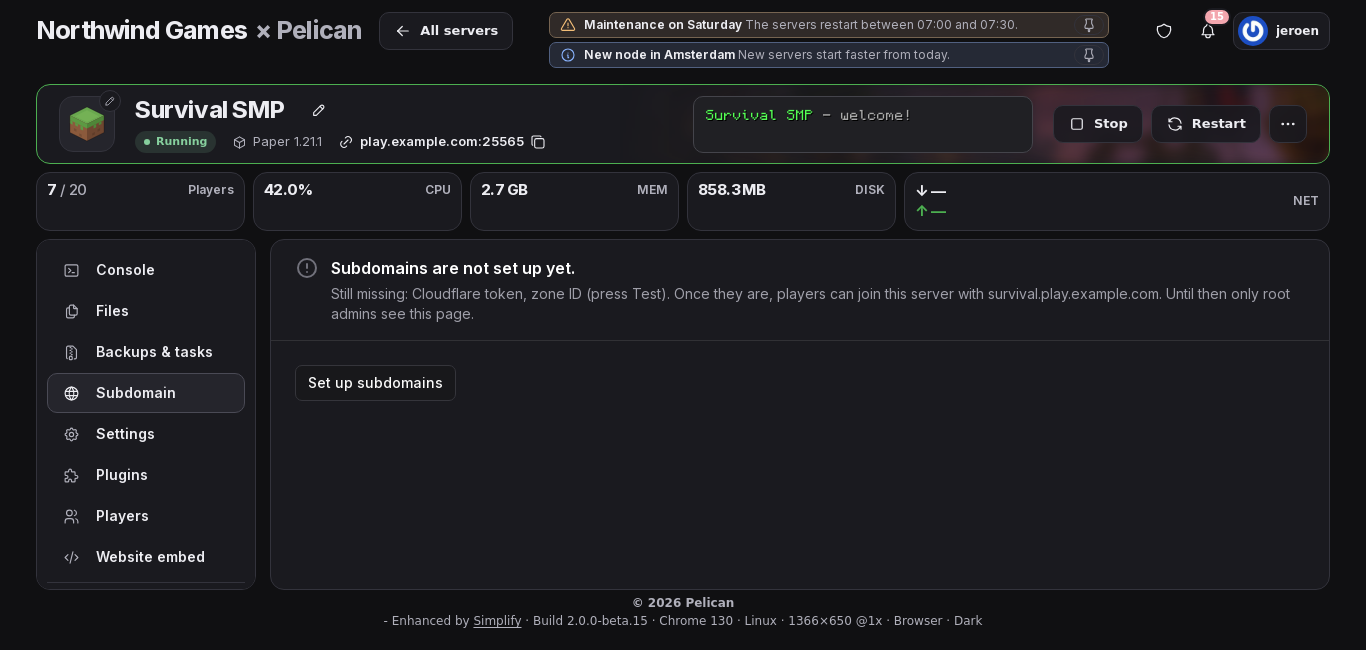 Northwind Games × Pelican
All servers
Maintenance on Saturday The servers restart between 07:00 and 07:30.
New node in Amsterdam New servers start faster from today.
15
jeroen
Survival SMP
Running
Paper 1.21.1
play.example.com:25565
Survival SMP – welcome!
Stop
Restart
7 / 20
Players
42.0%
CPU
2.7 GB
MEM
858.3 MB
DISK
↓ —
↑ —
NET
Console
Files
Backups & tasks
Subdomain
Settings
Plugins
Players
Website embed
Subdomains are not set up yet.
Still missing: Cloudflare token, zone ID (press Test). Once they are, players can join this server with survival.play.example.com. Until then only root
admins see this page.
Set up subdomains
© 2026 Pelican
- Enhanced by Simplify · Build 2.0.0-beta.15 · Chrome 130 · Linux · 1366×650 @1x · Browser · Dark